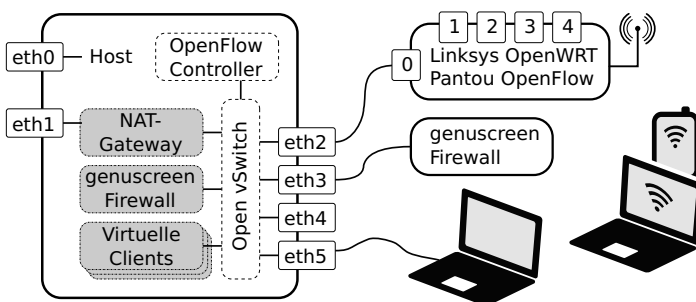 eth0
Host
OpenFlow
Controller
eth1
NAT-
Gateway
genuscreen
Firewall
Virtuelle
Clients
Open vSwitch
eth2
eth3
eth4
eth5
1 2 3 4
0
Linksys OpenWRT
Pantou OpenFlow
genuscreen
Firewall